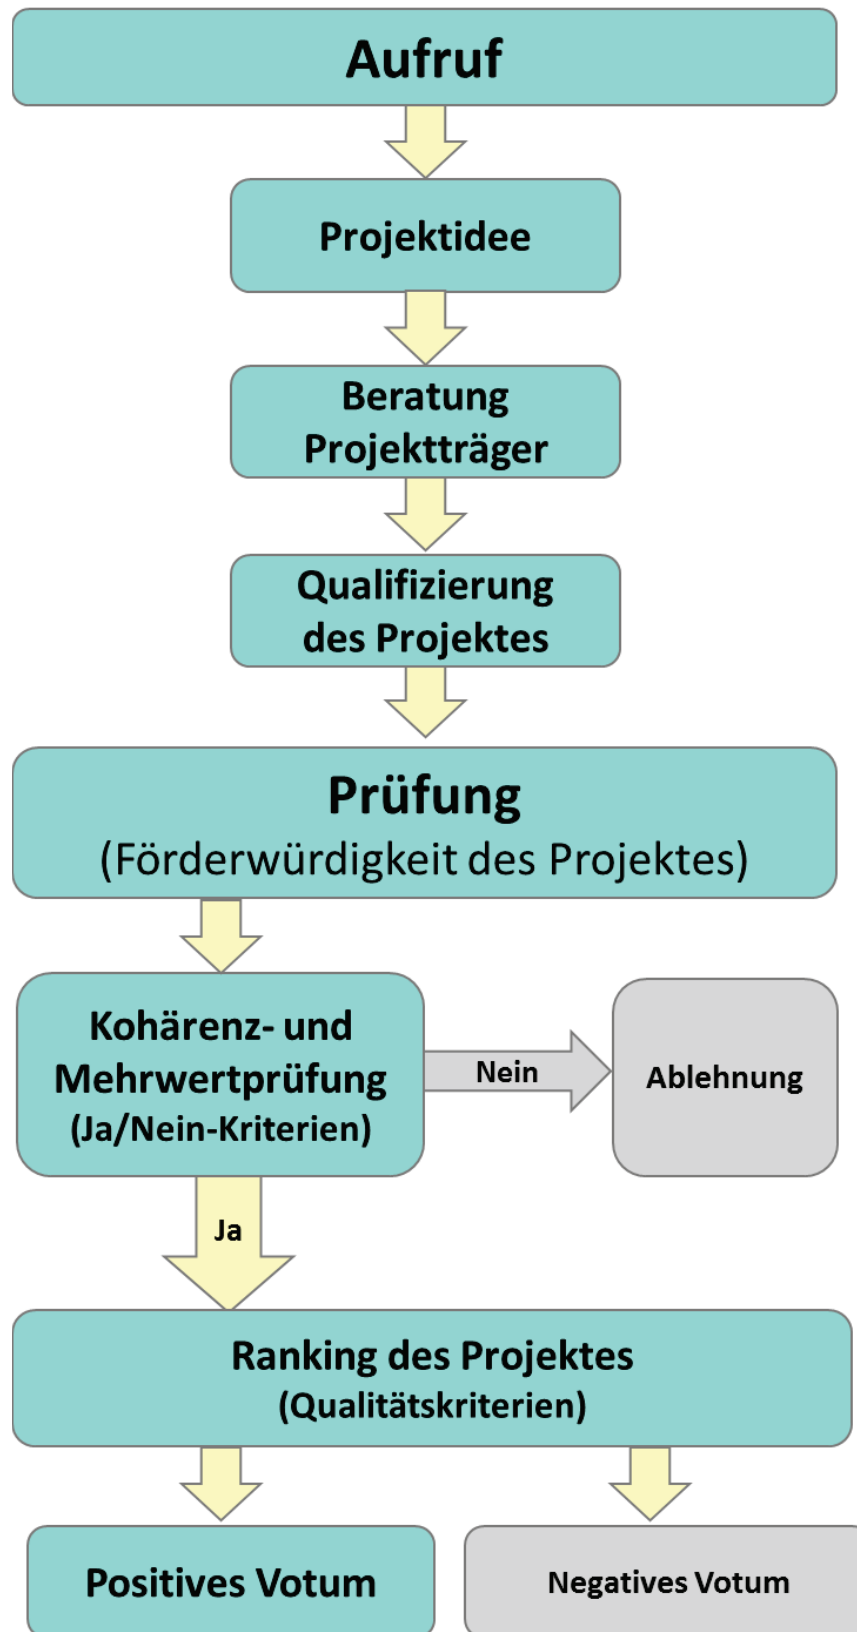 Aufruf
Projektidee
Beratung
Projektträger
Qualifizierung
des Projektes
Prüfung
(Förderwürdigkeit des Projektes)
Kohärenz- und
Mehrwertprüfung
(Ja/Nein-Kriterien)
Nein
Ablehnung
Ja
Ranking des Projektes
(Qualitätskriterien)
Positives Votum
Negatives Votum